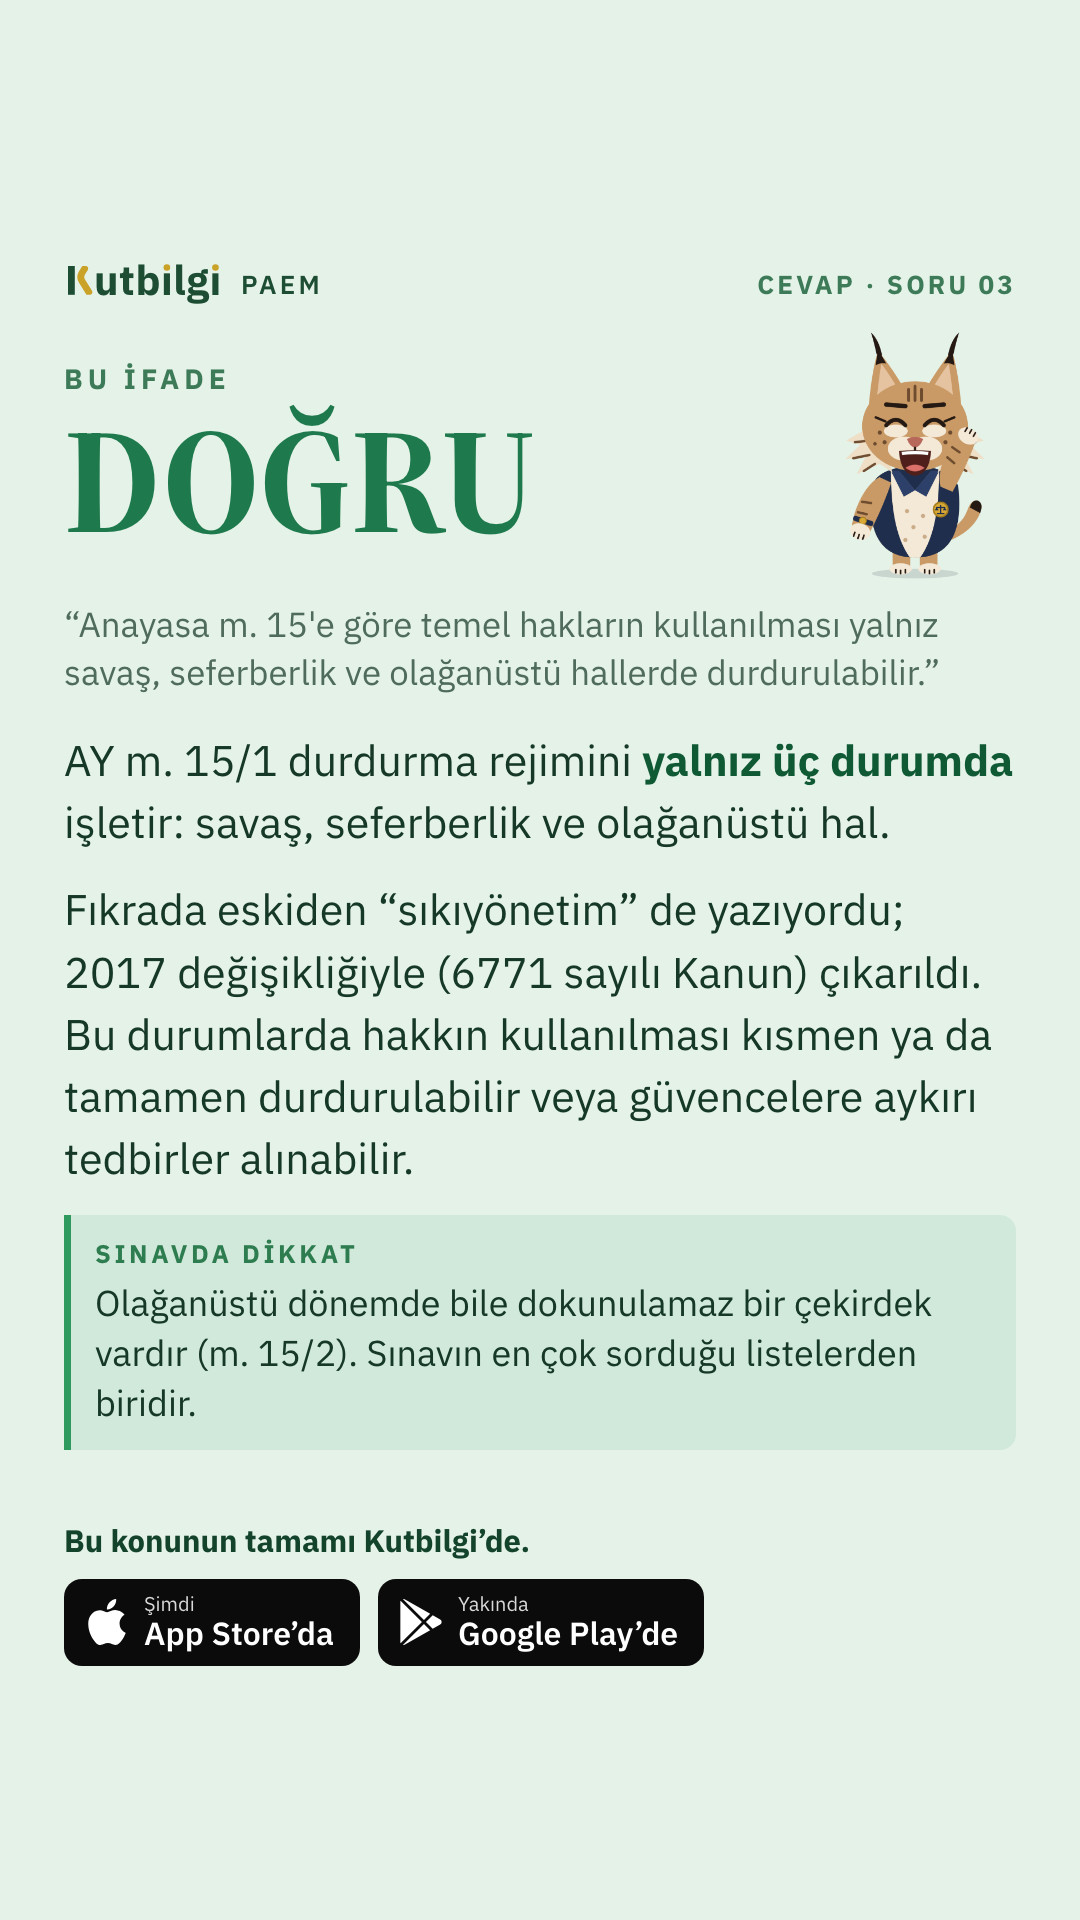 Kutbilgi PAEM
CEVAP · SORU 03
BU İFADE
DOĞRU
“Anayasa m. 15'e göre temel hakların kullanılması yalnız
savaş, seferberlik ve olağanüstü hallerde durdurulabilir.”
AY m. 15/1 durdurma rejimini yalnız üç durumda
işletir: savaş, seferberlik ve olağanüstü hal.
Fıkrada eskiden “sıkıyönetim” de yazıyordu;
2017 değişikliğiyle (6771 sayılı Kanun) çıkarıldı.
Bu durumlarda hakkın kullanılması kısmen ya da
tamamen durdurulabilir veya güvencelere aykırı
tedbirler alınabilir.
SINAVDA DİKKAT
Olağanüstü dönemde bile dokunulamaz bir çekirdek
vardır (m. 15/2). Sınavın en çok sorduğu listelerden
biridir.
Bu konunun tamamı Kutbilgi’de.
Şimdi
App Store’da
Yakında
Google Play’de